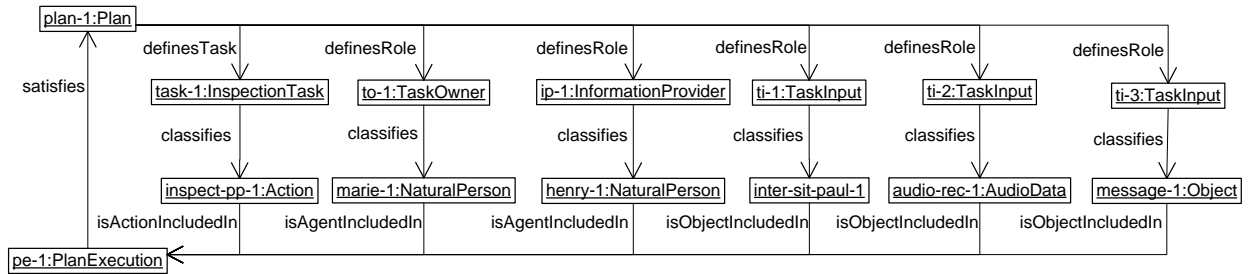 plan-1:Plan
definesTask definesRole definesRole definesRole definesRole definesRole
satisfies
task-1:InspectionTask to-1:TaskOwner ip-1:InformationProvider ti-1:TaskInput ti-2:TaskInput ti-3:TaskInput
classifies classifies classifies classifies classifies classifies
inspect-pp-1:Action marie-1:NaturalPerson henry-1:NaturalPerson inter-sit-paul-1 audio-rec-1:AudioData message-1:Object
isActionIncludedIn isAgentIncludedIn isAgentIncludedIn isObjectIncludedIn isObjectIncludedIn isObjectIncludedIn
pe-1:PlanExecution